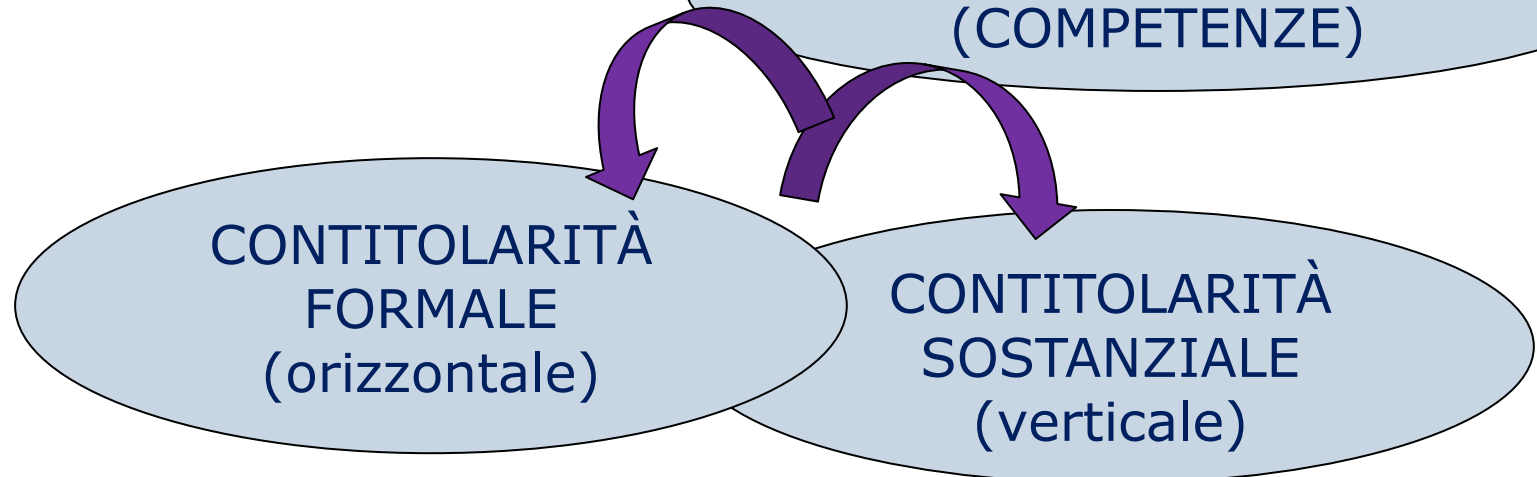 (COMPETENZE)
CONTITOLARITÀ
FORMALE
(orizzontale)
CONTITOLARITÀ
SOSTANZIALE
(verticale)